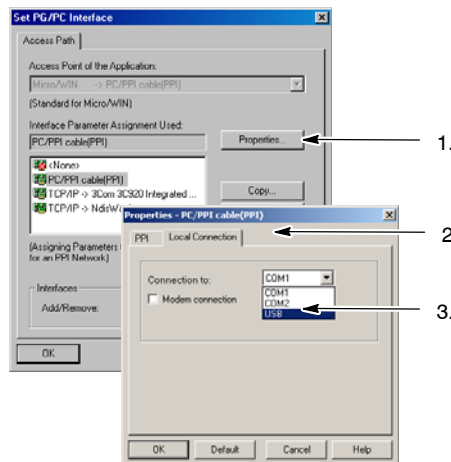 Set PG/PC Interface
Access Path
Access Point of the Application:
Micro/WIN -> PC/PPI cable(PPI)
(Standard for Micro/WIN)
Interface Parameter Assignment Used:
PC/PPI cable(PPI)
Properties...
1.
<None>
PC/PPI cable(PPI)
TCP/IP -> 3Com 3C920 Integrated ...
TCP/IP -> NdisW
Copy...
(Assigning Parameters
for an PPI Network)
Interfaces
Add/Remove:
OK
Properties - PC/PPI cable(PPI)
PPI
Local Connection
2
Connection to:
COM1
Modem connection
COM1
COM2
USB
3.
OK
Default
Cancel
Help